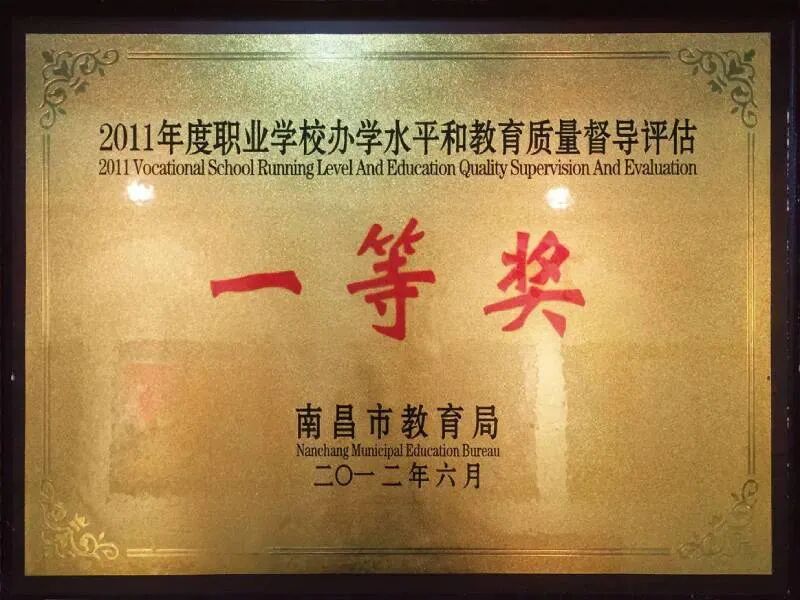 2011年度职业学校办学水平和教育质量督导评估
2011 Vocational School Running Level And Education Quality Supervision And Evaluation
一等奖
南昌市教育局
Nanchang Municipal Education Bureau
二〇一二年六月